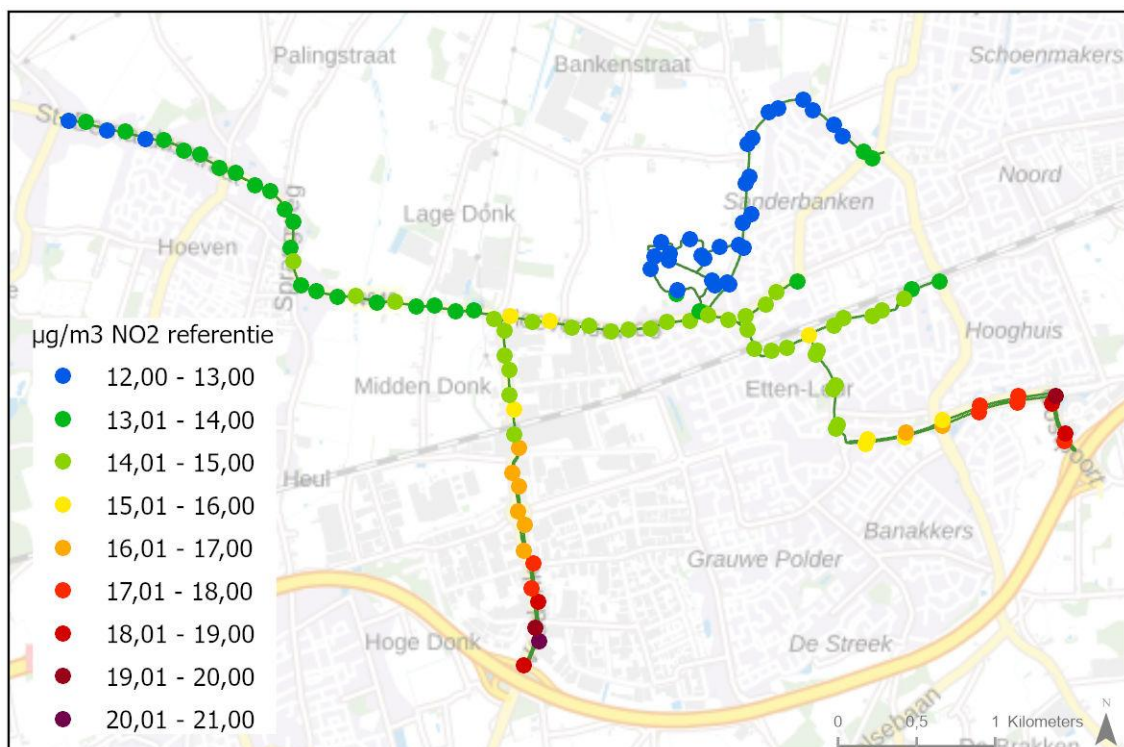 Palingstraat
Bankenstraat
Schoenmakers
Noord
Sanderbanken
Lage Donk
Hoeven
Hooghuis
µg/m3 NO2 referentie
12,00 - 13,00
13,01 - 14,00
14,01 - 15,00
15,01 - 16,00
16,01 - 17,00
17,01 - 18,00
18,01 - 19,00
19,01 - 20,00
20,01 - 21,00
Midden Donk
Etten-Leur
Heul
Banakkers
Grauwe Polder
Hoge Donk
De Streek
N
0 0,5 1 Kilometers